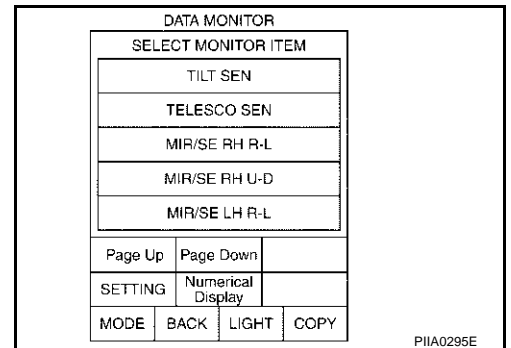 DATA MONITOR
SELECT MONITOR ITEM
TILT SEN
TELESCO SEN
MIR/SE RH R-L
MIR/SE RH U-D
MIR/SE LH R-L
Page Up Page Down
SETTING Numerical Display
MODE BACK LIGHT COPY
PIIA0295E